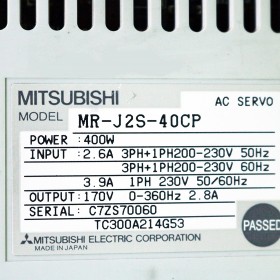 MITSUBISHI
AC SERVO
MODEL MR-J2S-40CP
POWER :400W
INPUT :2.6A 3PH+1PH200-230V 50Hz
3PH+1PH200-230V 60Hz
3.9A 1PH 230V 50/60Hz
OUTPUT:170V 0-360Hz 2.8A
SERIAL: C7ZS70060
TC300A214G53
PASSED
MITSUBISHI ELECTRIC CORPORATION
MADE IN JAPAN